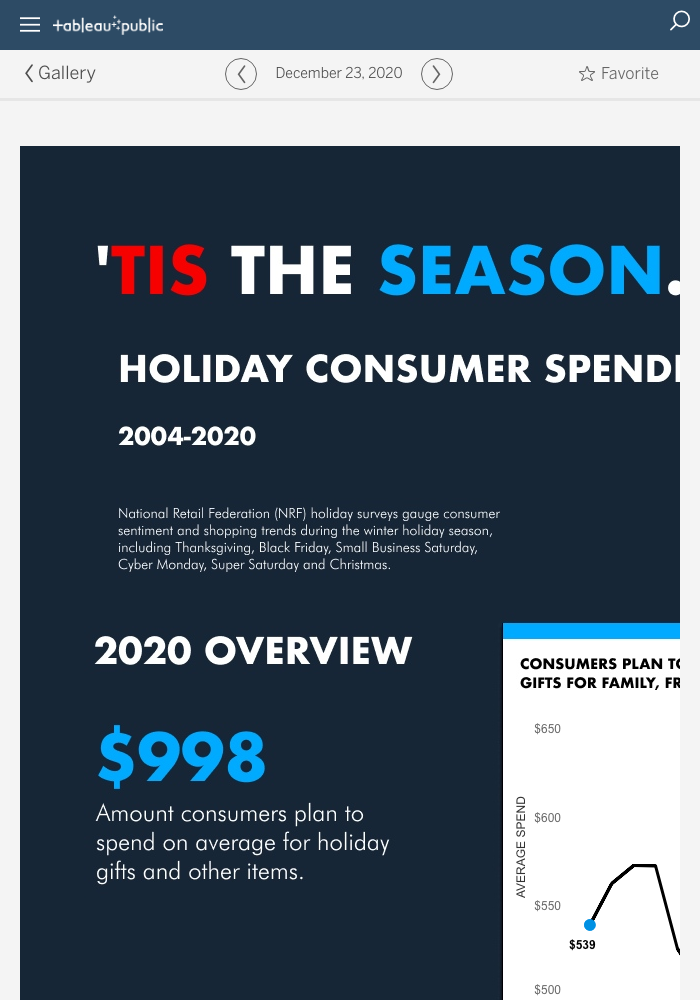 +ableau public
Gallery
December 23, 2020
Favorite
'TIS THE SEASON.
HOLIDAY CONSUMER
2004-2020
National Retail Federation (NRF) holiday surveys gauge consumer
sentiment and shopping trends during the winter holiday season,
including Thanksgiving, Black Friday, Small Business Saturday,
Cyber Monday, Super Saturday and Christmas.
2020 OVERVIEW
$998
Amount consumers plan to
spend on average for holiday
gifts and other items.
CONSUMERS PLAN
GIFTS FOR FAMILY,
$650
$600
AVERAGE SPEND
$550
$539
$500